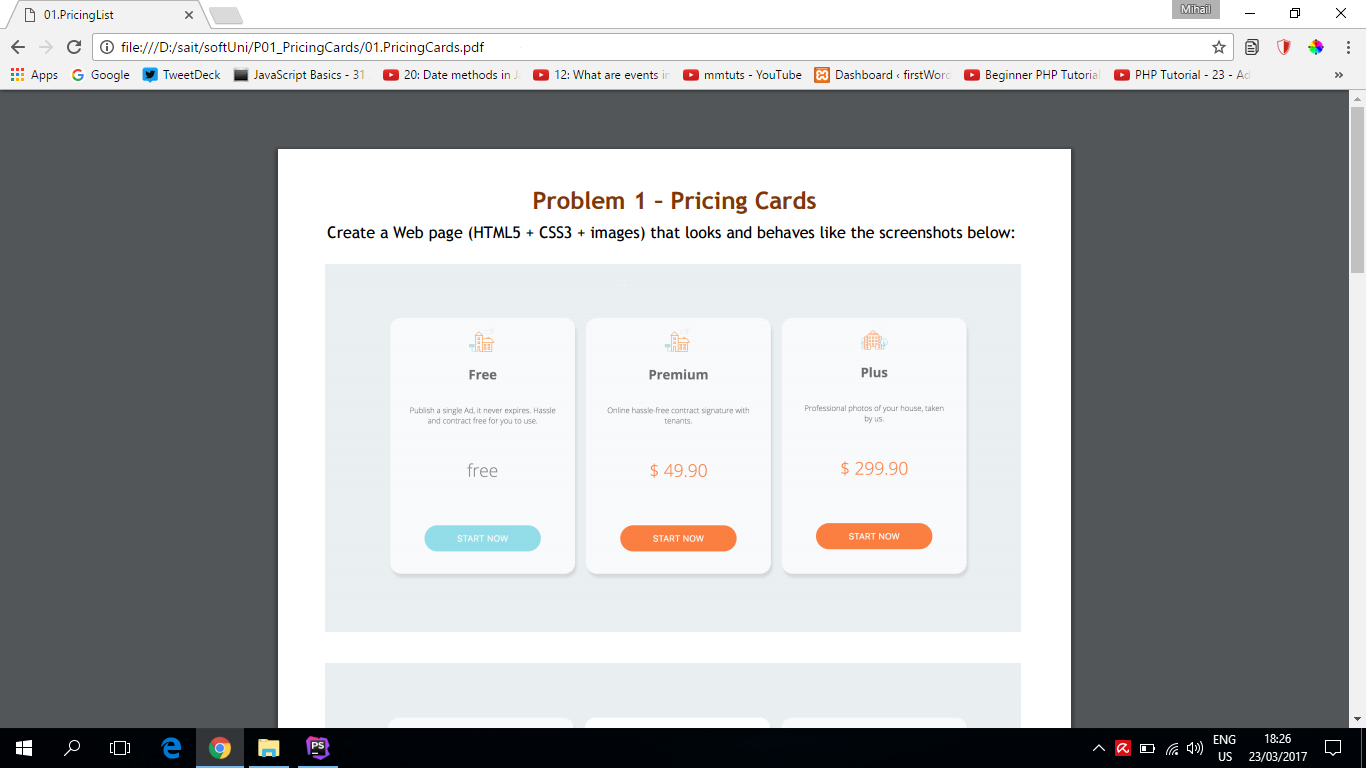 01.PricingList
Mihail
file:///D:/sait/softUni/P01_PricingCards/01.PricingCards.pdf
Apps
Google
TweetDeck
JavaScript Basics - 31
20: Date methods in J
12: What are events in
mmtuts - YouTube
Dashboard ‹ firstWord
Beginner PHP Tutorial
PHP Tutorial - 23 - Ad
»
Problem 1 – Pricing Cards
Create a Web page (HTML5 + CSS3 + images) that looks and behaves like the screenshots below:
Free
Publish a single Ad, it never expires. Hassle
and contract free for you to use.
free
START NOW
Premium
Online hassle-free contract signature with
tenants.
$ 49.90
START NOW
Plus
Professional photos of your house, taken
by us.
$ 299.90
START NOW
PS
ENG
US
18:26
23/03/2017